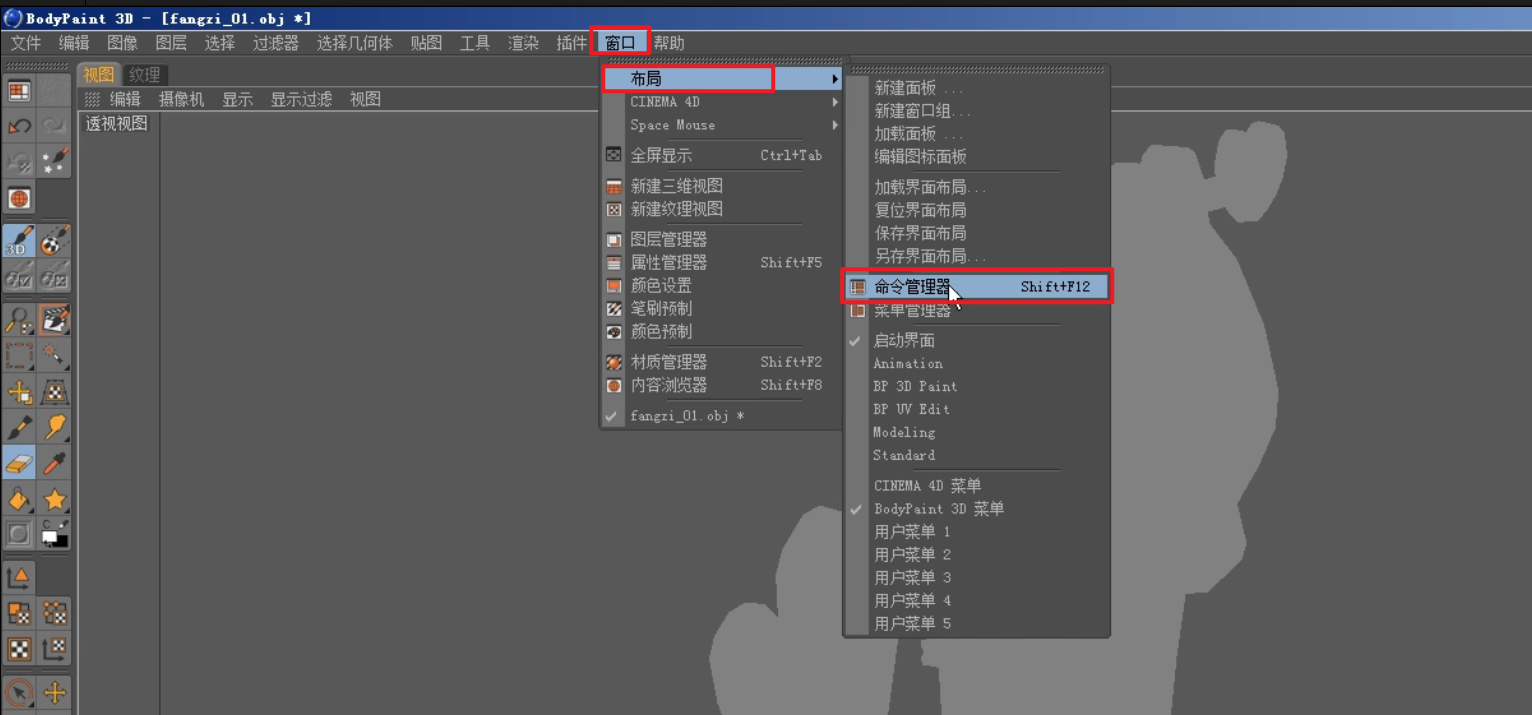 BodyPaint 3D - [fangzi_01.obj *]
文件 编辑 图像 图层 选择 过滤器 选择几何体 贴图 工具 渲染 插件 窗口 帮助
视图 纹理
编辑 摄像机 显示 显示过滤 视图
透视视图
3D
C
布局
CINEMA 4D
Space Mouse
全屏显示 Ctrl+Tab
新建三维视图
新建纹理视图
图层管理器
属性管理器 Shift+F5
颜色设置
笔刷预制
颜色预制
材质管理器 Shift+F2
内容浏览器 Shift+F8
fangzi_01.obj *
新建面板 ...
新建窗口组...
加载面板 ...
编辑图标面板
加载界面布局...
复位界面布局
保存界面布局
另存界面布局...
命令管理器 Shift+F12
菜单管理器
启动界面
Animation
BP 3D Paint
BP UV Edit
Modeling
Standard
CINEMA 4D 菜单
BodyPaint 3D 菜单
用户菜单 1
用户菜单 2
用户菜单 3
用户菜单 4
用户菜单 5